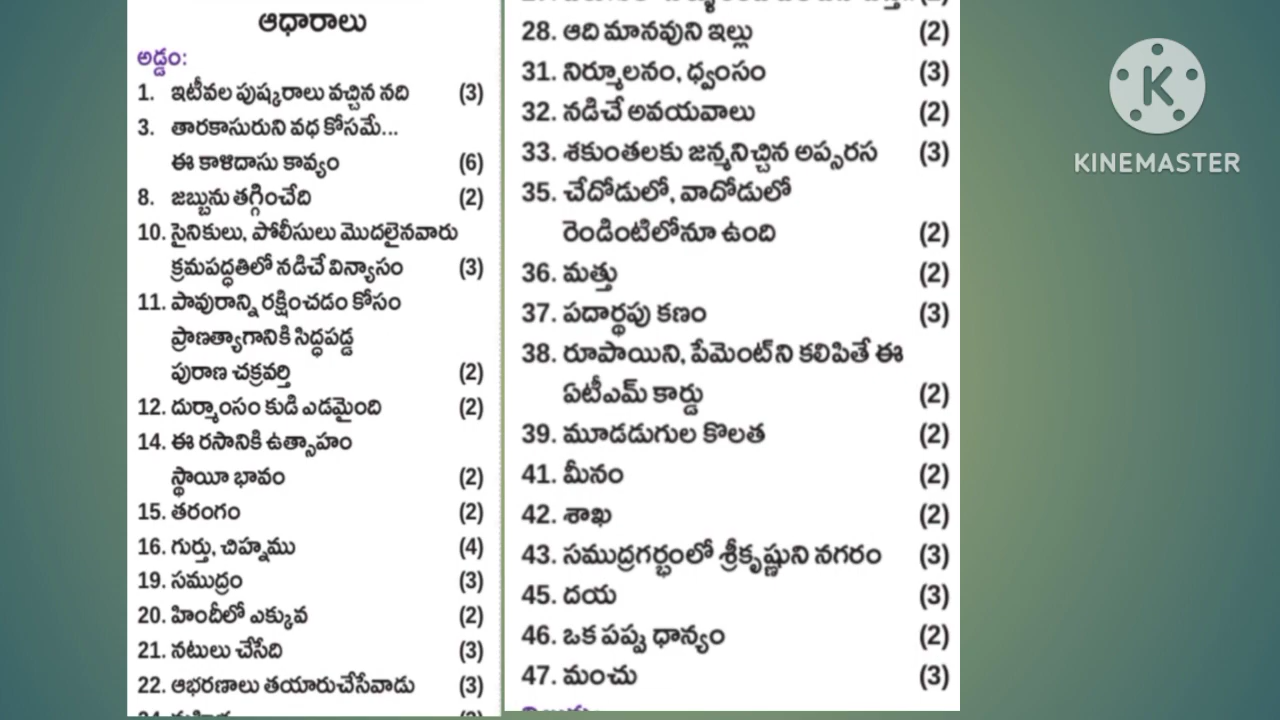 ఆధారాలు
అడ్డం:
1. ఇటీవల పుష్కరాలు వచ్చిన నది (3)
3. తారకాసురుని వధ కోసమే...
ఈ కాళిదాసు కావ్యం (6)
8. జబ్బును తగ్గించేది (2)
10. సైనికులు, పోలీసులు మొదలైనవారు
క్రమపద్ధతిలో నడిచే విన్యాసం (3)
11. పావురాన్ని రక్షించడం కోసం
ప్రాణత్యాగానికి సిద్ధపడ్డ
పురాణ చక్రవర్తి (2)
12. దుర్మాంసం కుడి ఎడమైంది (2)
14. ఈ రసానికి ఉత్సాహం
స్థాయీ భావం (2)
15. తరంగం (2)
16. గుర్తు, చిహ్నము (4)
19. సముద్రం (3)
20. హిందీలో ఎక్కువ (2)
21. నటులు చేసేది (3)
22. ఆభరణాలు తయారుచేసేవాడు (3)
28. ఆది మానవుని ఇల్లు (2)
31. నిర్మూలనం, ధ్వంసం (3)
32. నడిచే అవయవాలు (2)
33. శకుంతలకు జన్మనిచ్చిన అప్సరస (3)
35. చేదోడులో, వాదోడులో
రెండింటిలోనూ ఉంది (2)
36. మత్తు (2)
37. పదార్థపు కణం (3)
38. రూపాయిని, పేమెంట్‌ని కలిపితే ఈ
ఏటీఎమ్ కార్డు (2)
39. మూడడుగుల కొలత (2)
41. మీనం (2)
42. శాఖ (2)
43. సముద్రగర్భంలో శ్రీకృష్ణుని నగరం (3)
45. దయ (3)
46. ఒక పప్పు ధాన్యం (2)
47. మంచు (3)
K
KINEMASTER